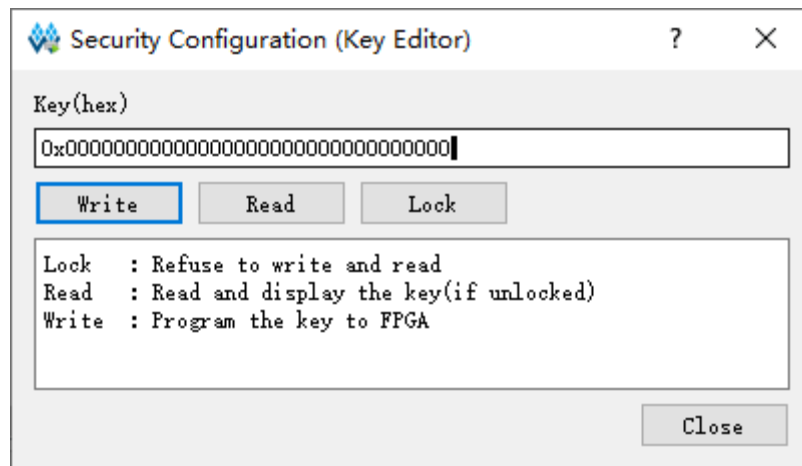 Security Configuration (Key Editor) ?
Key(hex)
0x00000000000000000000000000000000
Write Read Lock
Lock : Refuse to write and read
Read : Read and display the key(if unlocked)
Write : Program the key to FPGA
Close